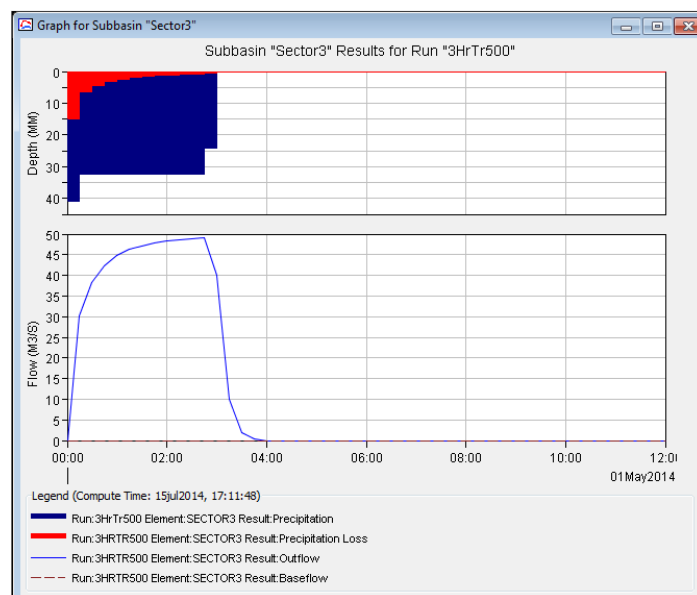 Graph for Subbasin "Sector3"
Subbasin "Sector3" Results for Run "3HrTr500"
0
10
20
30
40
Depth (MM)
50
45
40
35
30
25
20
15
10
5
0
Flow (M3/S)
00:00 02:00 04:00 06:00 08:00 10:00 12:00
01May2014
Legend (Compute Time: 15jul2014, 17:11:48)
Run:3HrTr500 Element:SECTOR3 Result:Precipitation
Run:3HRTR500 Element:SECTOR3 Result:Precipitation Loss
Run:3HRTR500 Element:SECTOR3 Result:Outflow
Run:3HRTR500 Element:SECTOR3 Result:Baseflow